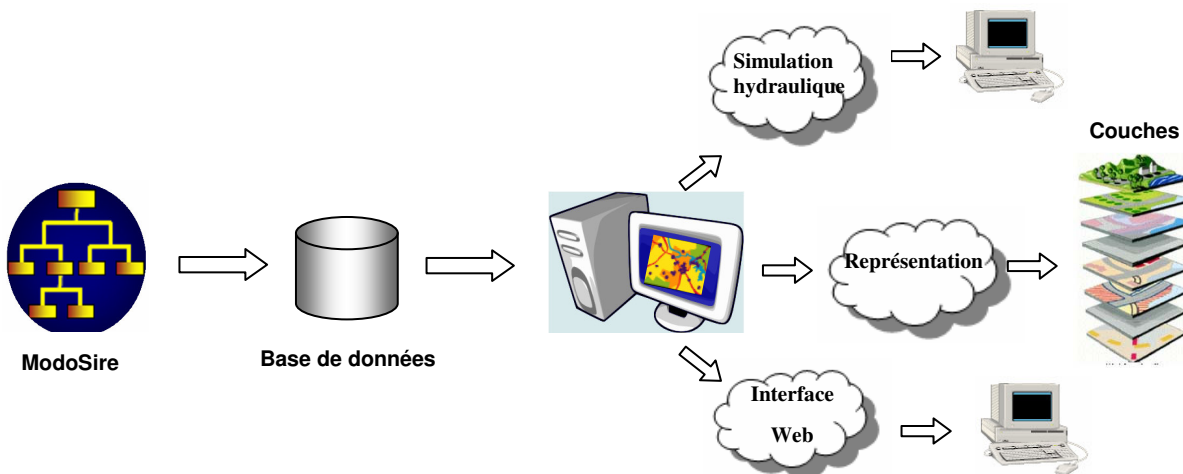 Simulation
hydraulique
Couches
Représentation
ModoSire
Base de données
Interface
Web